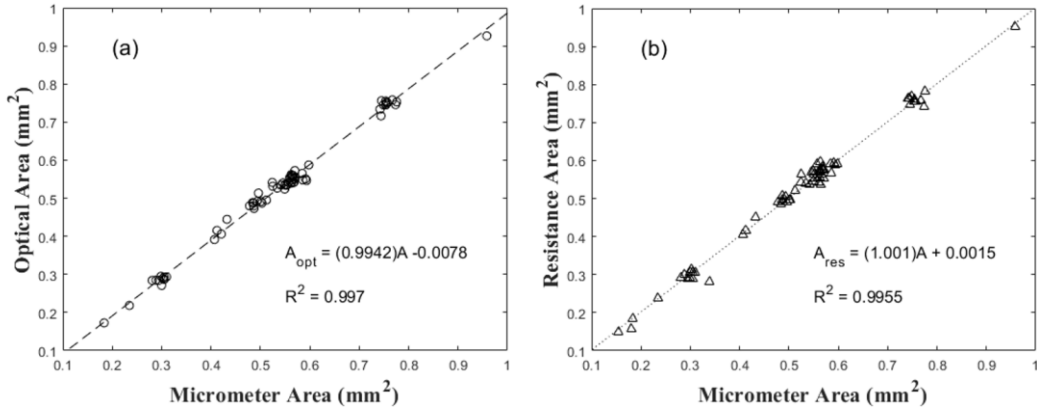 (a)
Optical Area (mm²)
1
0.9
0.8
0.7
0.6
0.5
0.4
0.3
0.2
0.1
A_opt = (0.9942)A -0.0078
R² = 0.997
0.1 0.2 0.3 0.4 0.5 0.6 0.7 0.8 0.9 1
Micrometer Area (mm²)
(b)
Resistance Area (mm²)
1
0.9
0.8
0.7
0.6
0.5
0.4
0.3
0.2
0.1
A_res = (1.001)A + 0.0015
R² = 0.9955
0.1 0.2 0.3 0.4 0.5 0.6 0.7 0.8 0.9 1
Micrometer Area (mm²)